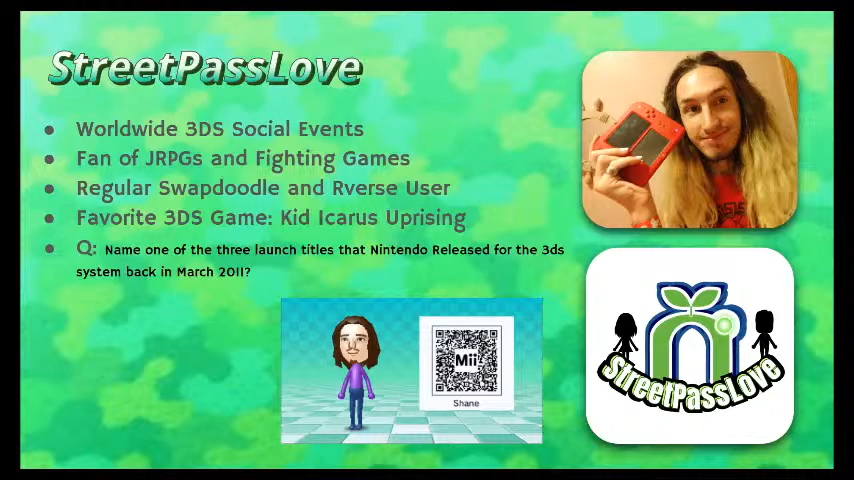 StreetPassLove
● Worldwide 3DS Social Events
● Fan of JRPGs and Fighting Games
● Regular Swapdoodle and Rverse User
● Favorite 3DS Game: Kid Icarus Uprising
● Q: Name one of the three launch titles that Nintendo Released for the 3ds
system back in March 2011?
Mii
Shane
StreetPassLove